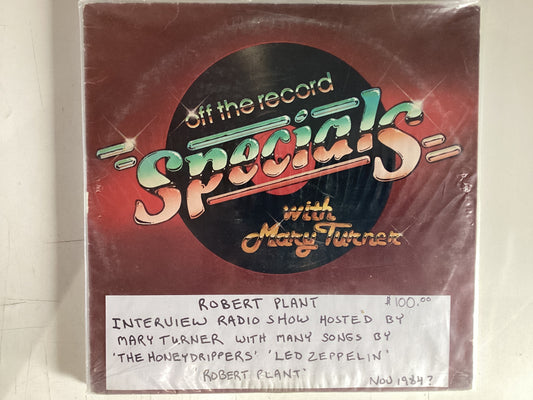 off the record
Specials
with
Mary Turner
ROBERT PLANT $100.00
INTERVIEW RADIO SHOW HOSTED BY
MARY TURNER WITH MANY SONGS BY
'THE HONEYDRIPPERS' 'LED ZEPPELIN'
'ROBERT PLANT' NOV 1984?